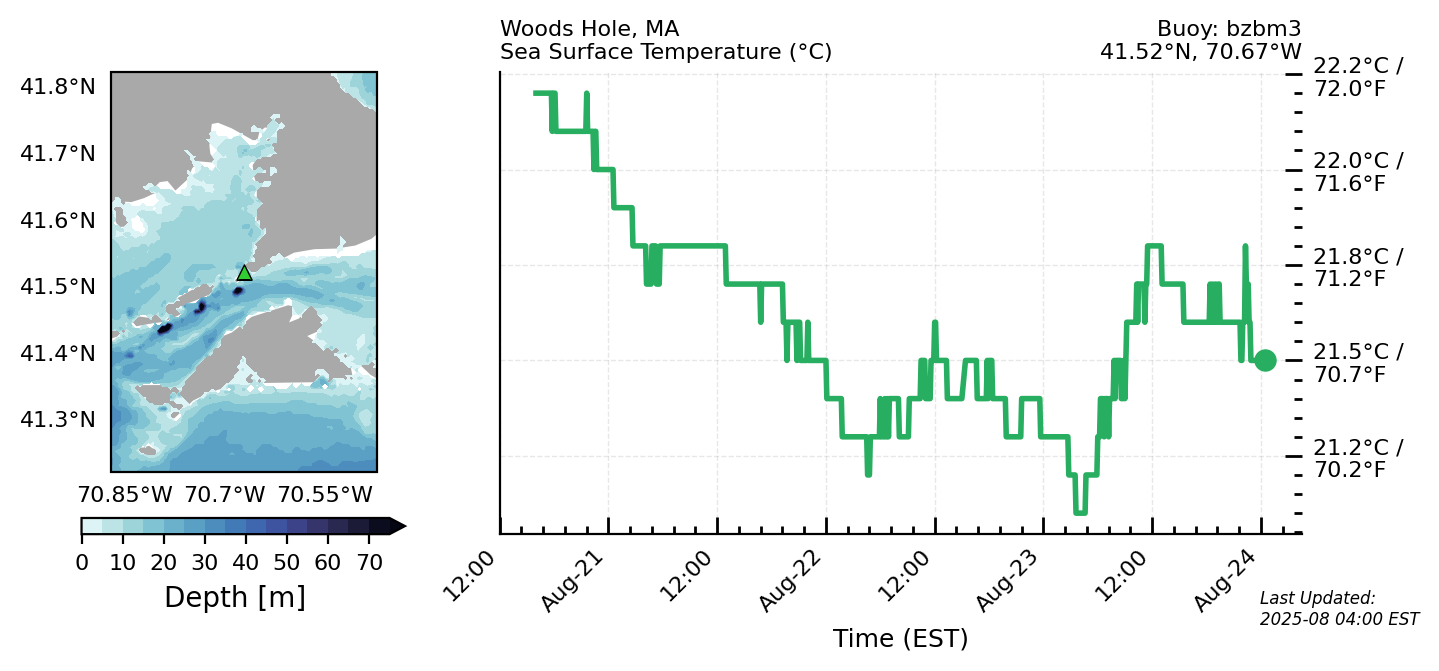 Woods Hole, MA
Sea Surface Temperature (°C)
Buoy: bzbm3
41.52°N, 70.67°W
41.8°N
41.7°N
41.6°N
41.5°N
41.4°N
41.3°N
70.85°W 70.7°W 70.55°W
0 10 20 30 40 50 60 70
Depth [m]
22.2°C /
72.0°F
22.0°C /
71.6°F
21.8°C /
71.2°F
21.5°C /
70.7°F
21.2°C /
70.2°F
12:00 Aug-21 12:00 Aug-22 12:00 Aug-23 12:00 Aug-24
Time (EST)
Last Updated:
2025-08 04:00 EST